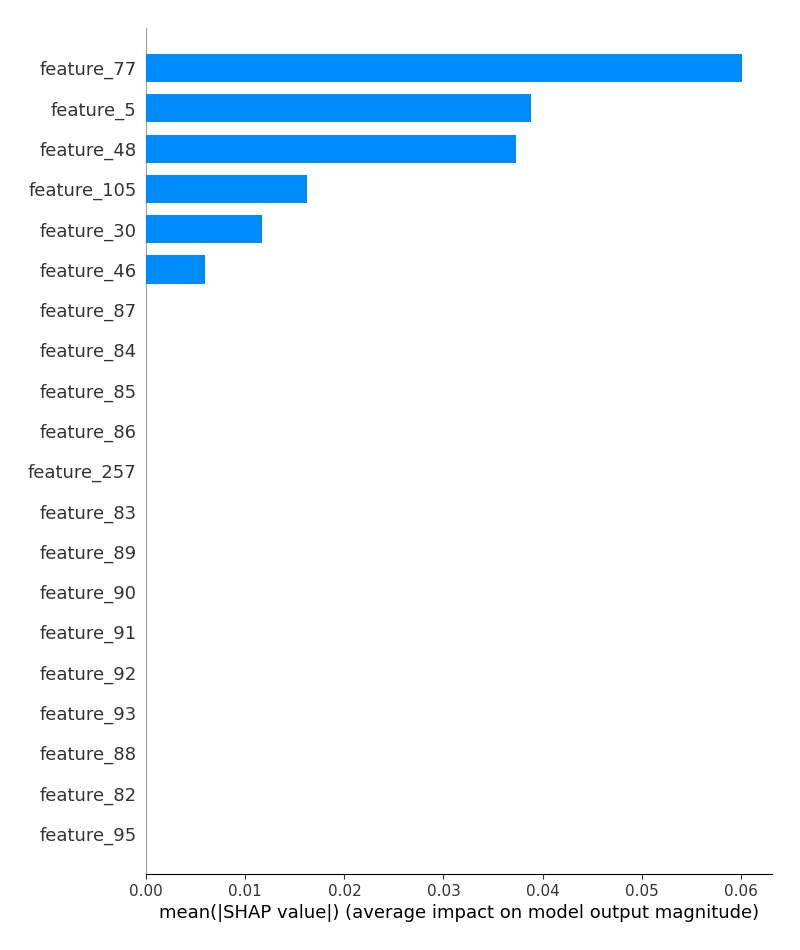 feature_77
feature_5
feature_48
feature_105
feature_30
feature_46
feature_87
feature_84
feature_85
feature_86
feature_257
feature_83
feature_89
feature_90
feature_91
feature_92
feature_93
feature_88
feature_82
feature_95
0.00 0.01 0.02 0.03 0.04 0.05 0.06
mean(|SHAP value|) (average impact on model output magnitude)